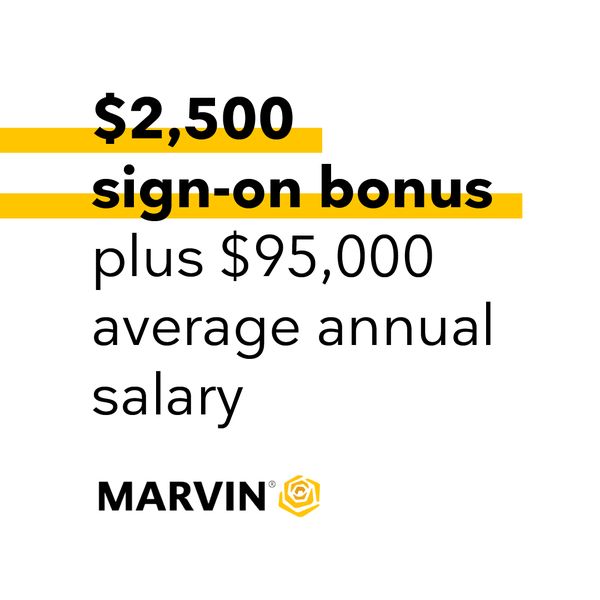 $2,500
sign-on bonus
plus $95,000
average annual
salary
MARVIN®